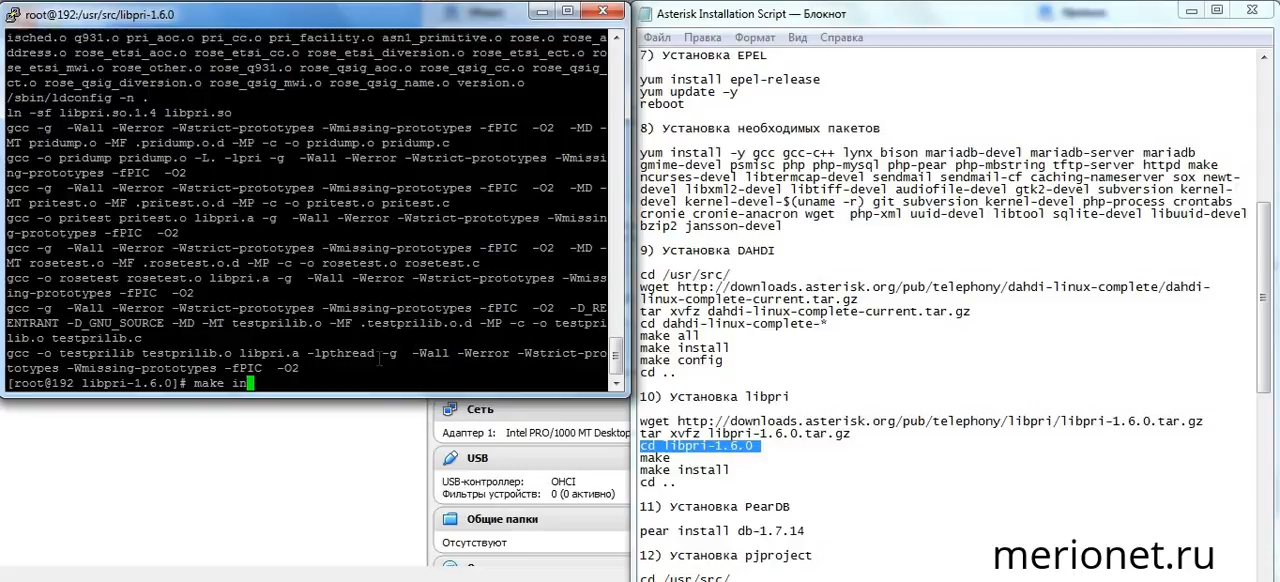 root@192:/usr/src/libpri-1.6.0
isched.o q931.o pri_aoc.o pri_cc.o pri_facility.o asn1_primitive.o rose.o rose_a
ddress.o rose_etsi_aoc.o rose_etsi_cc.o rose_etsi_diversion.o rose_etsi_ect.o ro
se_etsi_mwi.o rose_other.o rose_q931.o rose_qsig_aoc.o rose_qsig_cc.o rose_qsig_
ct.o rose_qsig_diversion.o rose_qsig_mwi.o rose_qsig_name.o version.o
/sbin/ldconfig -n .
ln -sf libpri.so.1.4 libpri.so
gcc -g  -Wall -Werror -Wstrict-prototypes -Wmissing-prototypes -fPIC  -O2  -MD -
MT pridump.o -MF .pridump.o.d -MP -c -o pridump.o pridump.c
gcc -o pridump pridump.o -L. -lpri -g  -Wall -Werror -Wstrict-prototypes -Wmissi
ng-prototypes -fPIC  -O2
gcc -g  -Wall -Werror -Wstrict-prototypes -Wmissing-prototypes -fPIC  -O2  -MD -
MT pritest.o -MF .pritest.o.d -MP -c -o pritest.o pritest.c
gcc -o pritest pritest.o libpri.a -g  -Wall -Werror -Wstrict-prototypes -Wmissin
g-prototypes -fPIC  -O2
gcc -g  -Wall -Werror -Wstrict-prototypes -Wmissing-prototypes -fPIC  -O2  -MD -
MT rosetest.o -MF .rosetest.o.d -MP -c -o rosetest.o rosetest.c
gcc -o rosetest rosetest.o libpri.a -g  -Wall -Werror -Wstrict-prototypes -Wmiss
ing-prototypes -fPIC  -O2
gcc -g  -Wall -Werror -Wstrict-prototypes -Wmissing-prototypes -fPIC  -O2  -D_RE
ENTRANT -D_GNU_SOURCE -MD -MT testprilib.o -MF .testprilib.o.d -MP -c -o testpri
lib.o testprilib.c
gcc -o testprilib testprilib.o libpri.a -lpthread -g  -Wall -Werror -Wstrict-pro
totypes -Wmissing-prototypes -fPIC  -O2
[root@192 libpri-1.6.0]# make in
Сеть
Адаптер 1: Intel PRO/1000 MT Desktop
USB
USB-контроллер: OHCI
Фильтры устройств: 0 (0 активно)
Общие папки
Отсутствуют
Asterisk Installation Script — Блокнот
Файл Правка Формат Вид Справка
7) Установка EPEL
yum install epel-release
yum update -y
reboot
8) Установка необходимых пакетов
yum install -y gcc gcc-c++ lynx bison mariadb-devel mariadb-server mariadb
gmime-devel psmisc php php-mysql php-pear php-mbstring tftp-server httpd make
ncurses-devel libtermcap-devel sendmail sendmail-cf caching-nameserver sox newt-
devel libxml2-devel libtiff-devel audiofile-devel gtk2-devel subversion kernel-
devel kernel-devel-$(uname -r) git subversion kernel-devel php-process crontabs
cronie cronie-anacron wget  php-xml uuid-devel libtool sqlite-devel libuuid-devel
bzip2 jansson-devel
9) Установка DAHDI
cd /usr/src/
wget http://downloads.asterisk.org/pub/telephony/dahdi-linux-complete/dahdi-
linux-complete-current.tar.gz
tar xvfz dahdi-linux-complete-current.tar.gz
cd dahdi-linux-complete-*
make all
make install
make config
cd ..
10) Установка libpri
wget http://downloads.asterisk.org/pub/telephony/libpri/libpri-1.6.0.tar.gz
tar xvfz libpri-1.6.0.tar.gz
cd libpri-1.6.0
make
make install
cd ..
11) Установка PearDB
pear install db-1.7.14
12) Установка pjproject
cd /usr/src/
merionet.ru